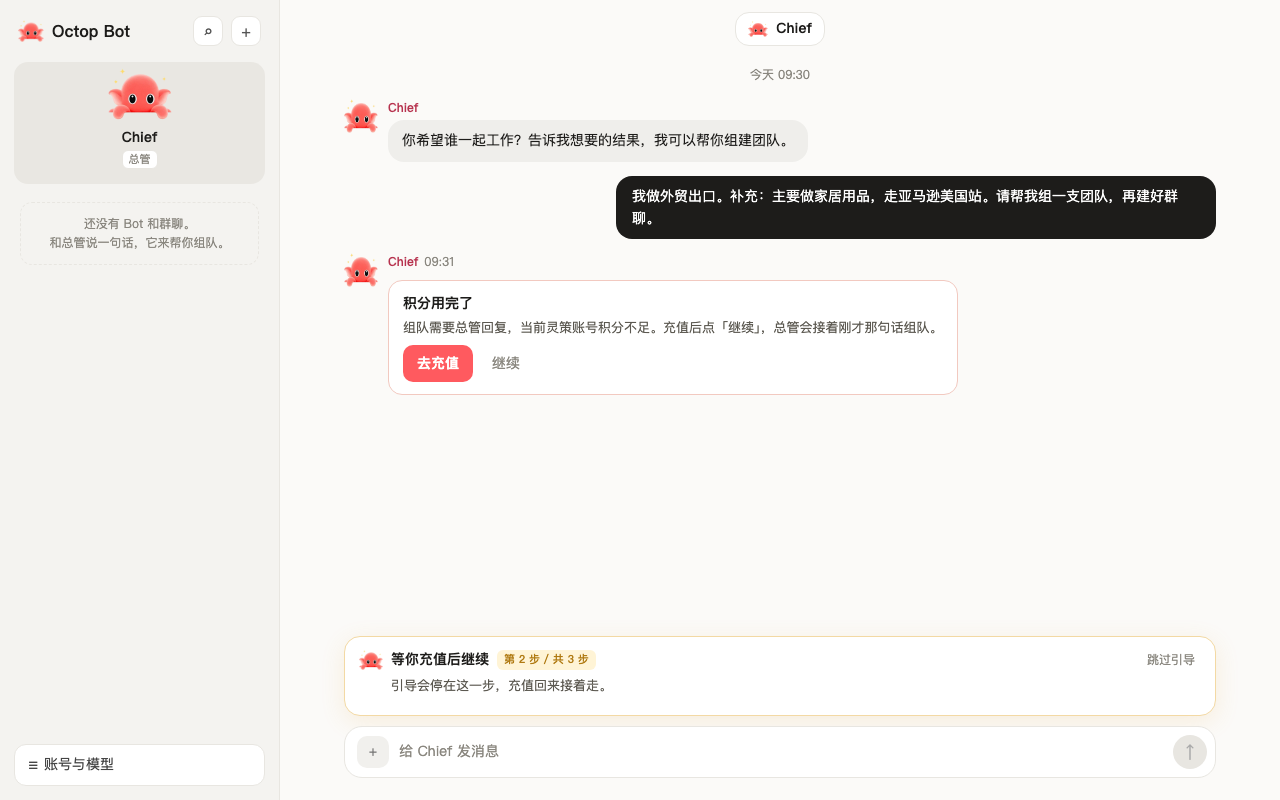 Octop Bot
Chief
总管
还没有 Bot 和群聊。
和总管说一句话，它来帮你组队。
账号与模型
Chief
今天 09:30
Chief
你希望谁一起工作？告诉我想要的结果，我可以帮你组建团队。
我做外贸出口。补充：主要做家居用品，走亚马逊美国站。请帮我组一支团队，再建好群
聊。
Chief 09:31
积分用完了
组队需要总管回复，当前灵策账号积分不足。充值后点「继续」，总管会接着刚才那句话组队。
去充值 继续
等你充值后继续 第 2 步 / 共 3 步 跳过引导
引导会停在这一步，充值回来接着走。
给 Chief 发消息